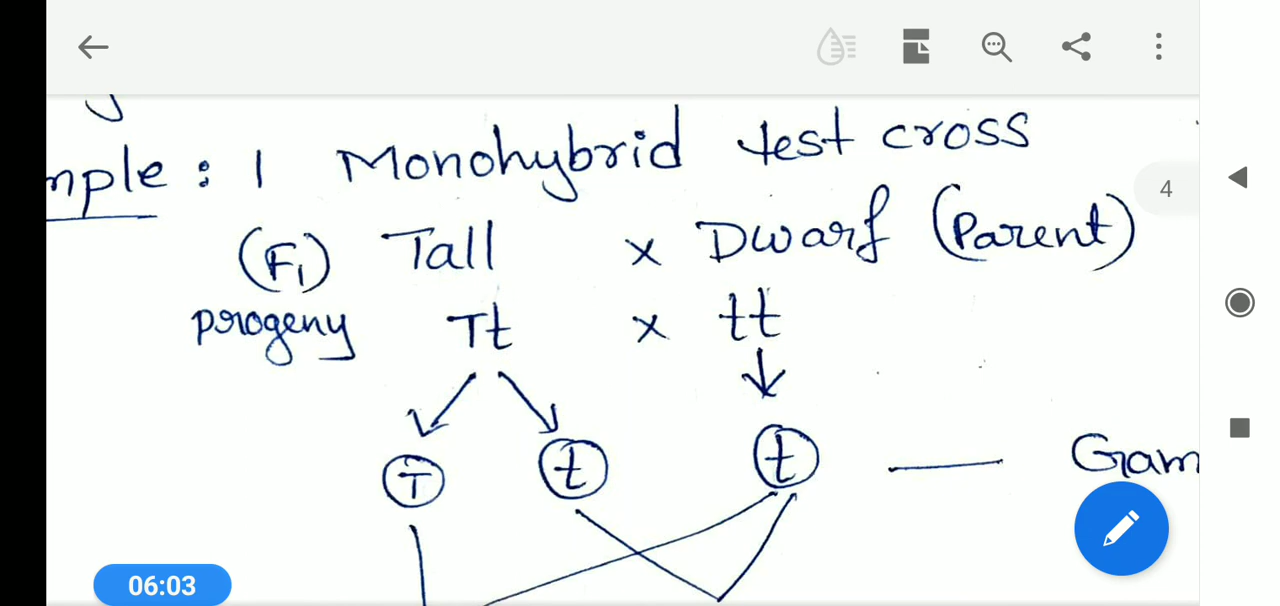 mple : 1 Monohybrid test cross
4
(F1) Tall x Dwarf (Parent)
progeny Tt x tt
T t t — Gam
06:03